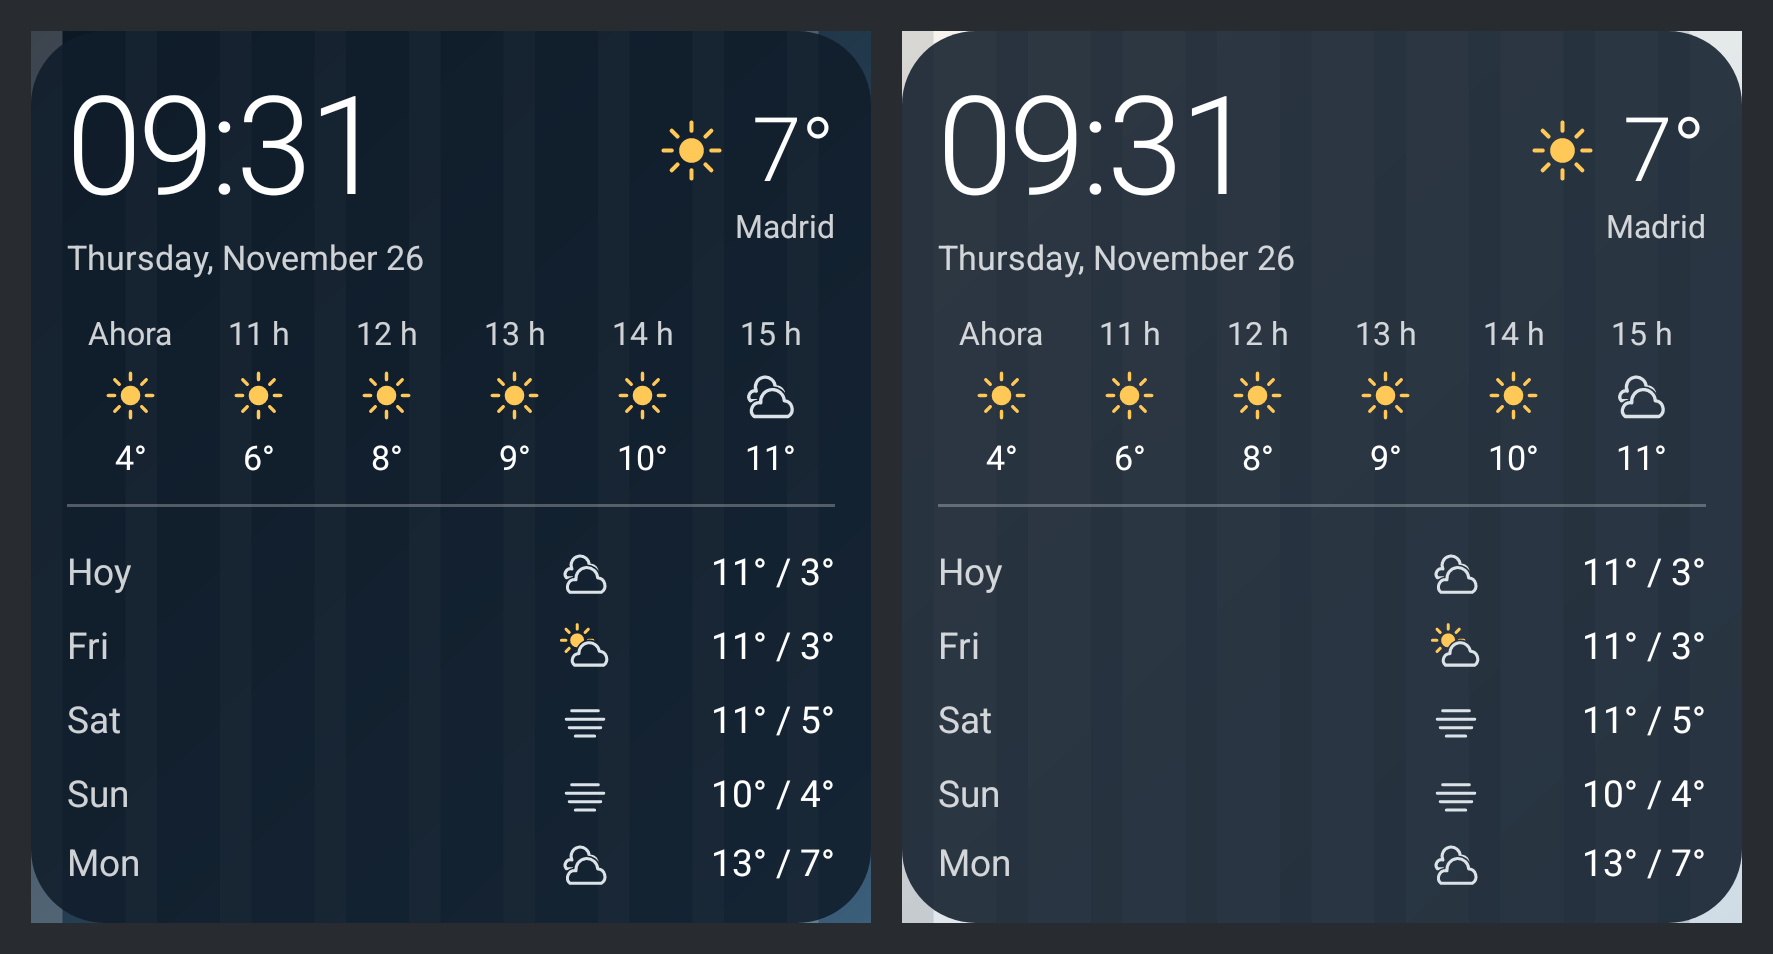 09:31
7°
Madrid
Thursday, November 26
Ahora 11 h 12 h 13 h 14 h 15 h
4° 6° 8° 9° 10° 11°
Hoy 11° / 3°
Fri 11° / 3°
Sat 11° / 5°
Sun 10° / 4°
Mon 13° / 7°
09:31
7°
Madrid
Thursday, November 26
Ahora 11 h 12 h 13 h 14 h 15 h
4° 6° 8° 9° 10° 11°
Hoy 11° / 3°
Fri 11° / 3°
Sat 11° / 5°
Sun 10° / 4°
Mon 13° / 7°